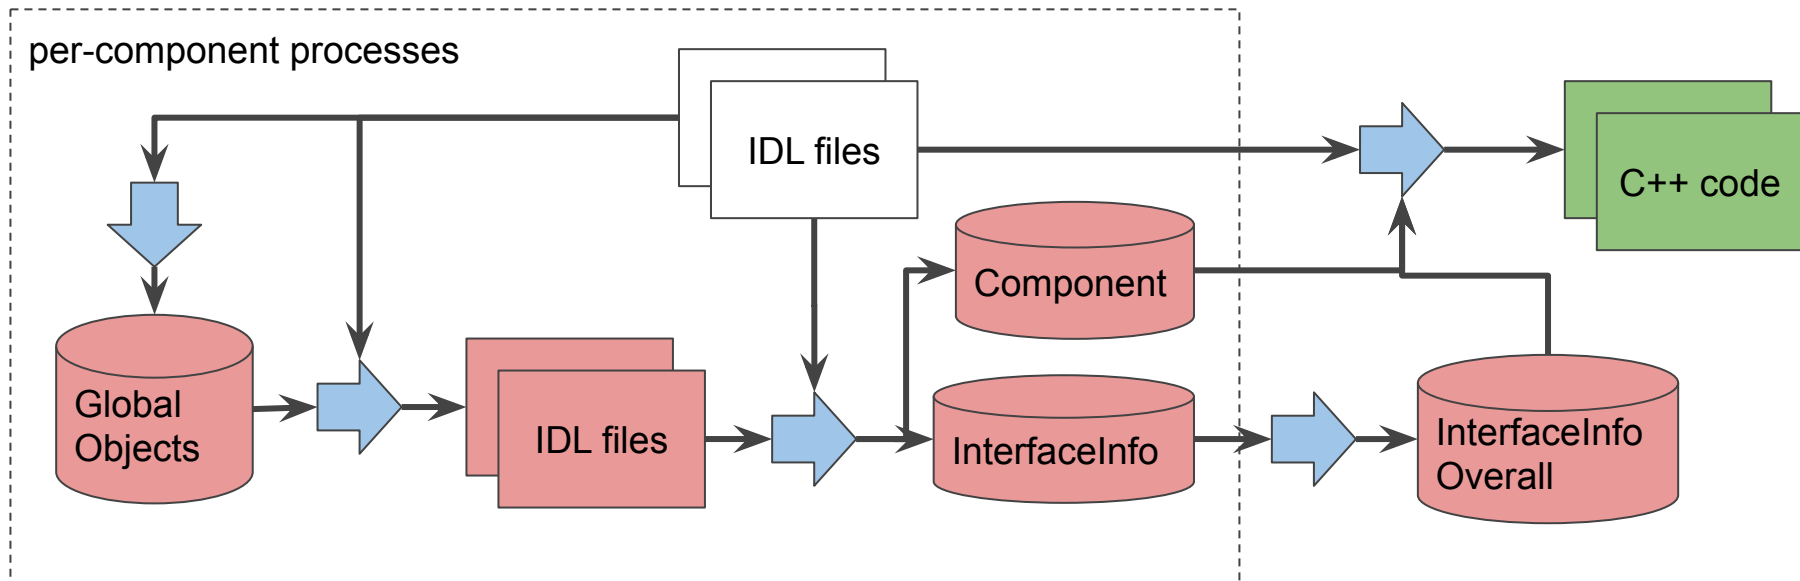 per-component processes
IDL files
C++ code
Component
Global
Objects
IDL files
InterfaceInfo
InterfaceInfo
Overall